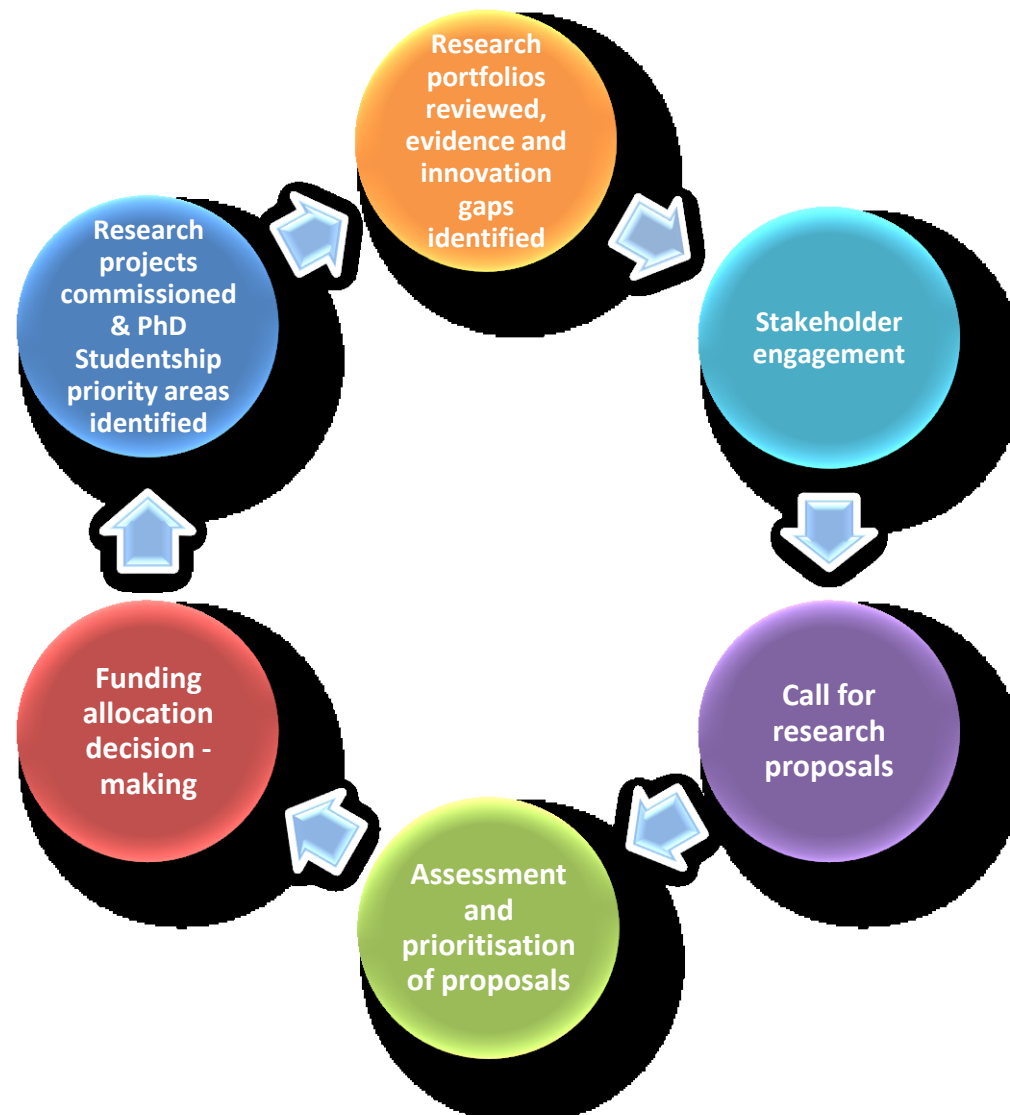 Research
portfolios
reviewed,
evidence and
innovation
gaps
identified
Stakeholder
engagement
Call for
research
proposals
Assessment
and
prioritisation
of proposals
Funding
allocation
decision -
making
Research
projects
commissioned
& PhD
Studentship
priority areas
identified